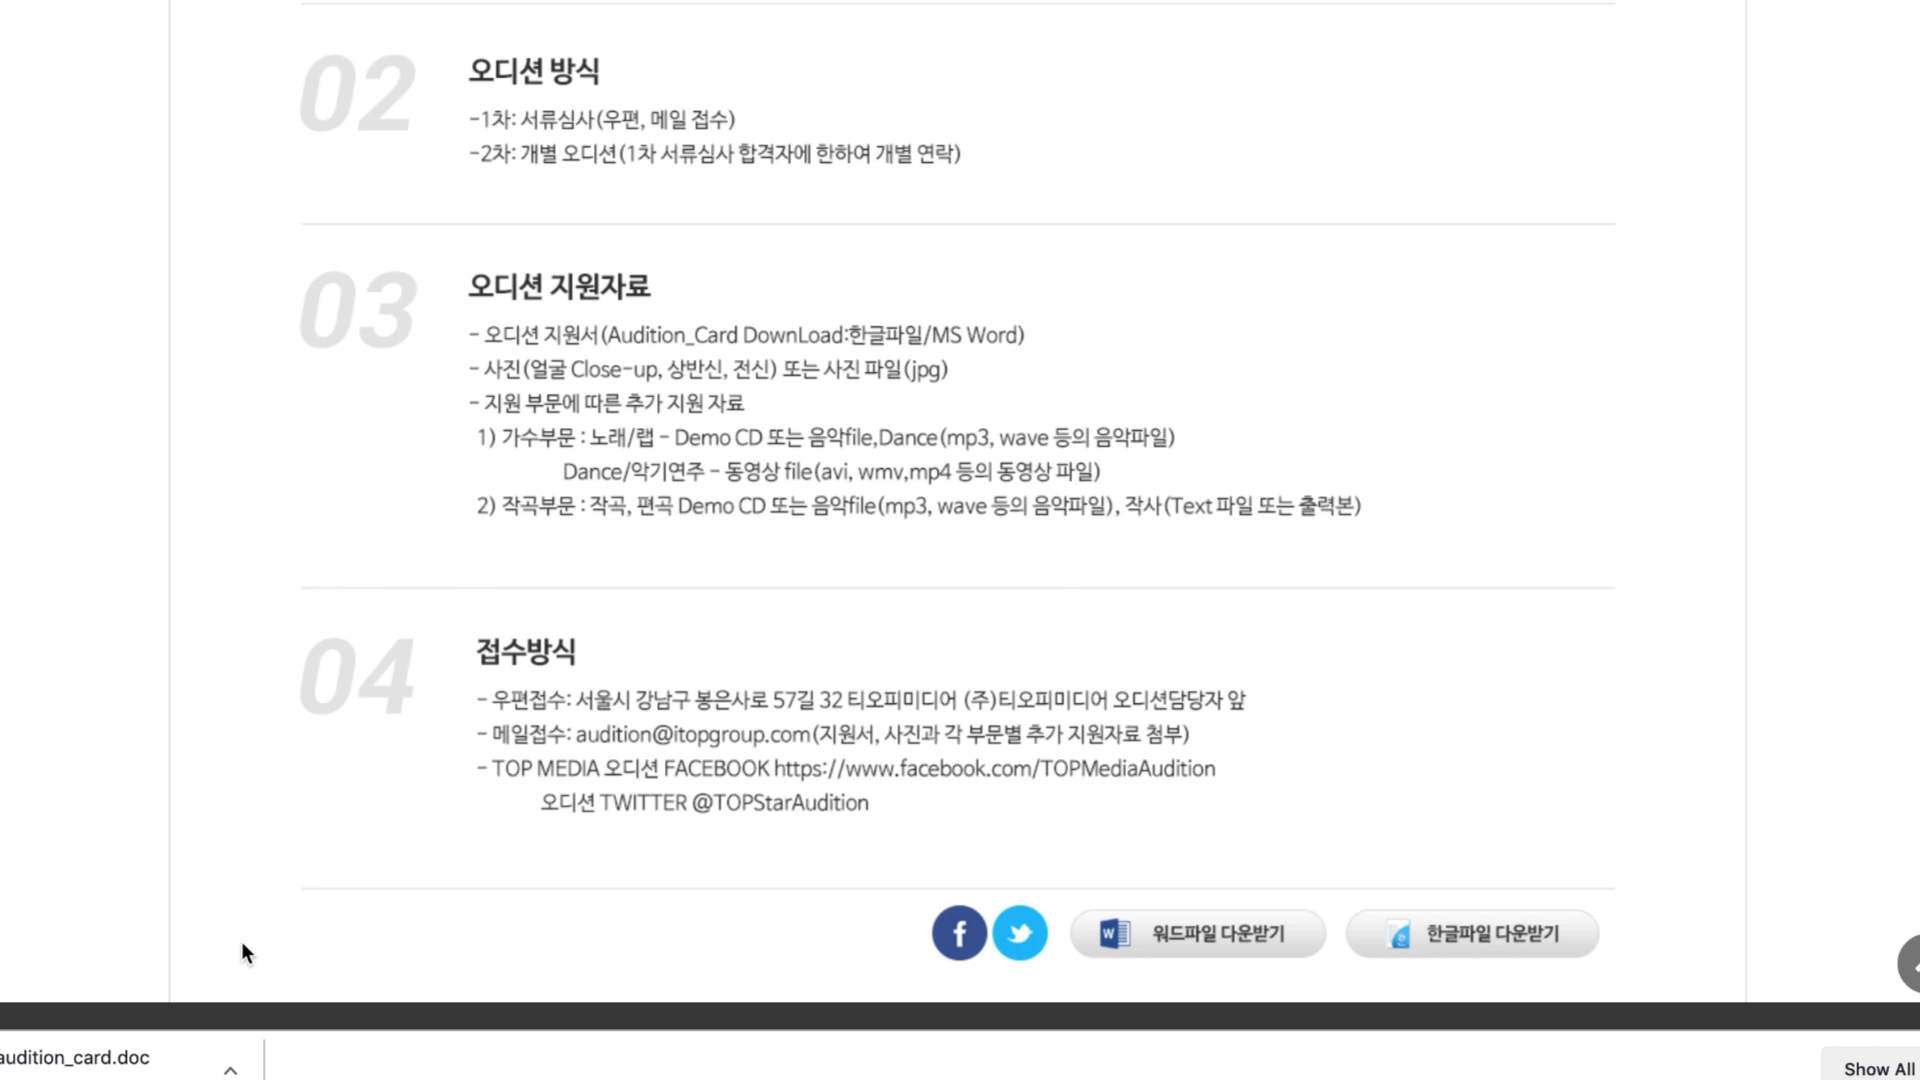 02
오디션 방식
-1차: 서류심사(우편, 메일 접수)
-2차: 개별 오디션(1차 서류심사 합격자에 한하여 개별 연락)
03
오디션 지원자료
- 오디션 지원서(Audition_Card DownLoad:한글파일/MS Word)
- 사진(얼굴 Close-up, 상반신, 전신) 또는 사진 파일(jpg)
- 지원 부문에 따른 추가 지원 자료
1) 가수부문 : 노래/랩 - Demo CD 또는 음악file,Dance(mp3, wave 등의 음악파일)
Dance/악기연주 - 동영상 file(avi, wmv,mp4 등의 동영상 파일)
2) 작곡부문 : 작곡, 편곡 Demo CD 또는 음악file(mp3, wave 등의 음악파일), 작사(Text 파일 또는 출력본)
04
접수방식
- 우편접수: 서울시 강남구 봉은사로 57길 32 티오피미디어 (주)티오피미디어 오디션담당자 앞
- 메일접수: audition@itopgroup.com(지원서, 사진과 각 부문별 추가 지원자료 첨부)
- TOP MEDIA 오디션 FACEBOOK https://www.facebook.com/TOPMediaAudition
오디션 TWITTER @TOPStarAudition
f
W 워드파일 다운받기
한글파일 다운받기
audition_card.doc
Show All